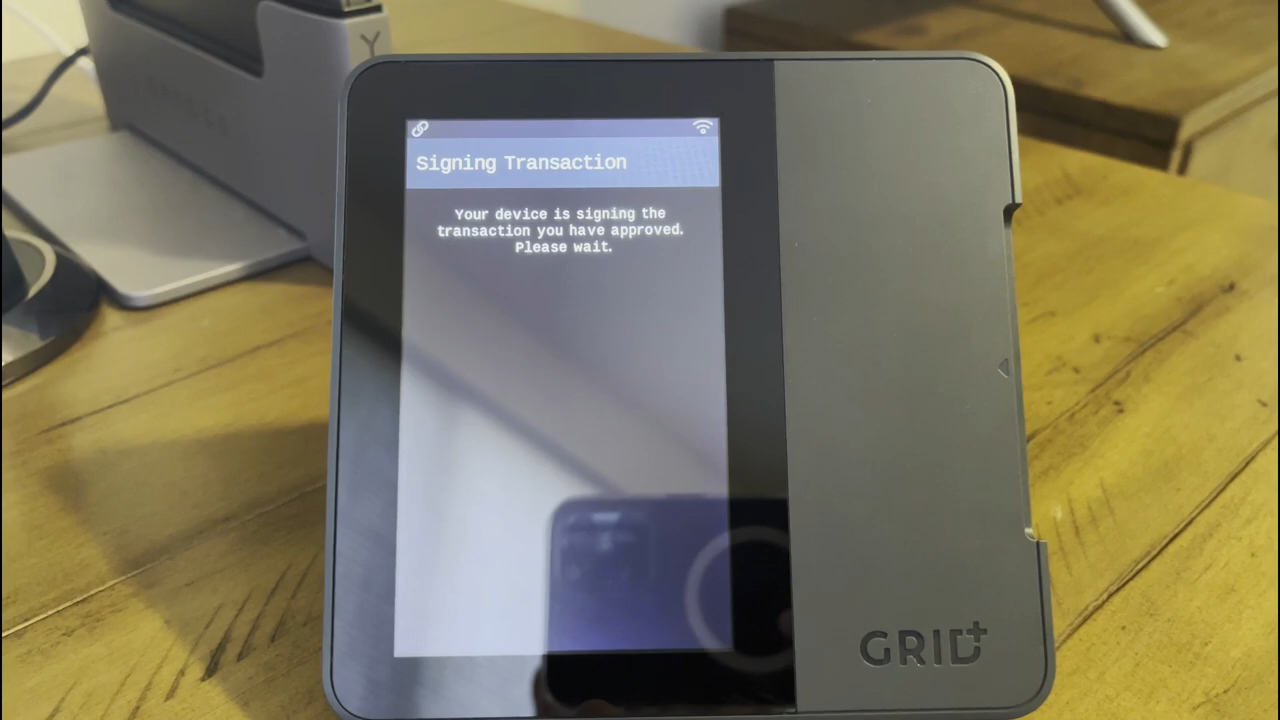 Signing Transaction
Your device is signing the
transaction you have approved.
Please wait.
GRID+